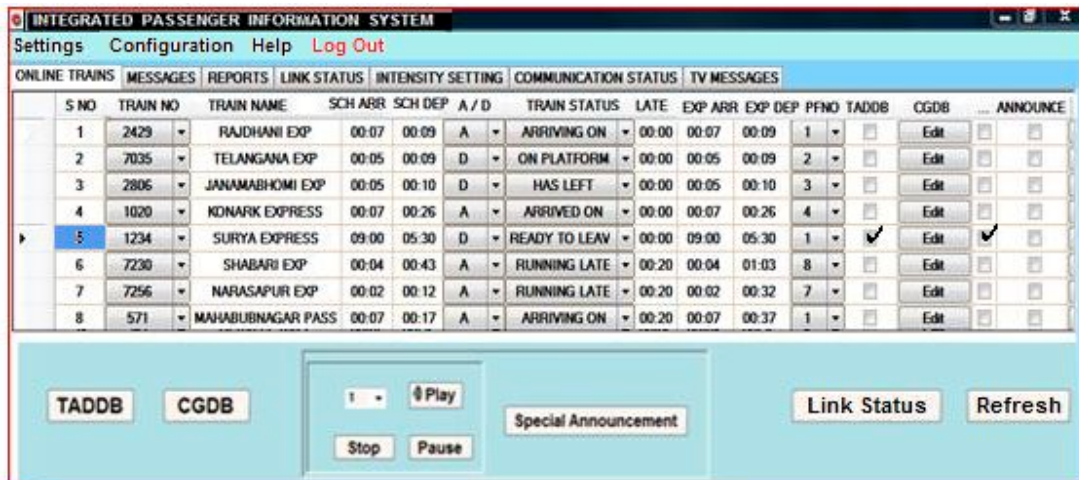 INTEGRATED PASSENGER INFORMATION SYSTEM
Settings Configuration Help Log Out
ONLINE TRAINS MESSAGES REPORTS LINK STATUS INTENSITY SETTING COMMUNICATION STATUS TV MESSAGES
S NO TRAIN NO TRAIN NAME SCH ARR SCH DEP A / D TRAIN STATUS LATE EXP ARR EXP DEP PFNO TADDB CGDB ... ANNOUNCE
1 2429 RAJDHANI EXP 00:07 00:09 A ARRIVING ON 00:00 00:07 00:09 1 Edit
2 7035 TELANGANA EXP 00:05 00:09 D ON PLATFORM 00:00 00:05 00:09 2 Edit
3 2806 JANAMABHOMI EXP 00:05 00:10 D HAS LEFT 00:00 00:05 00:10 3 Edit
4 1020 KONARK EXPRESS 00:07 00:26 A ARRIVED ON 00:00 00:07 00:26 4 Edit
5 1234 SURYA EXPRESS 09:00 05:30 D READY TO LEAV 00:00 09:00 05:30 1 Edit
6 7230 SHABARI EXP 00:04 00:43 A RUNNING LATE 00:20 00:04 01:03 8 Edit
7 7256 NARASAPUR EXP 00:02 00:12 A RUNNING LATE 00:20 00:02 00:32 7 Edit
8 571 MAHABUBNAGAR PASS 00:07 00:17 A ARRIVING ON 00:20 00:07 00:37 1 Edit
TADDB CGDB 1 Play Special Announcement Link Status Refresh
Stop Pause